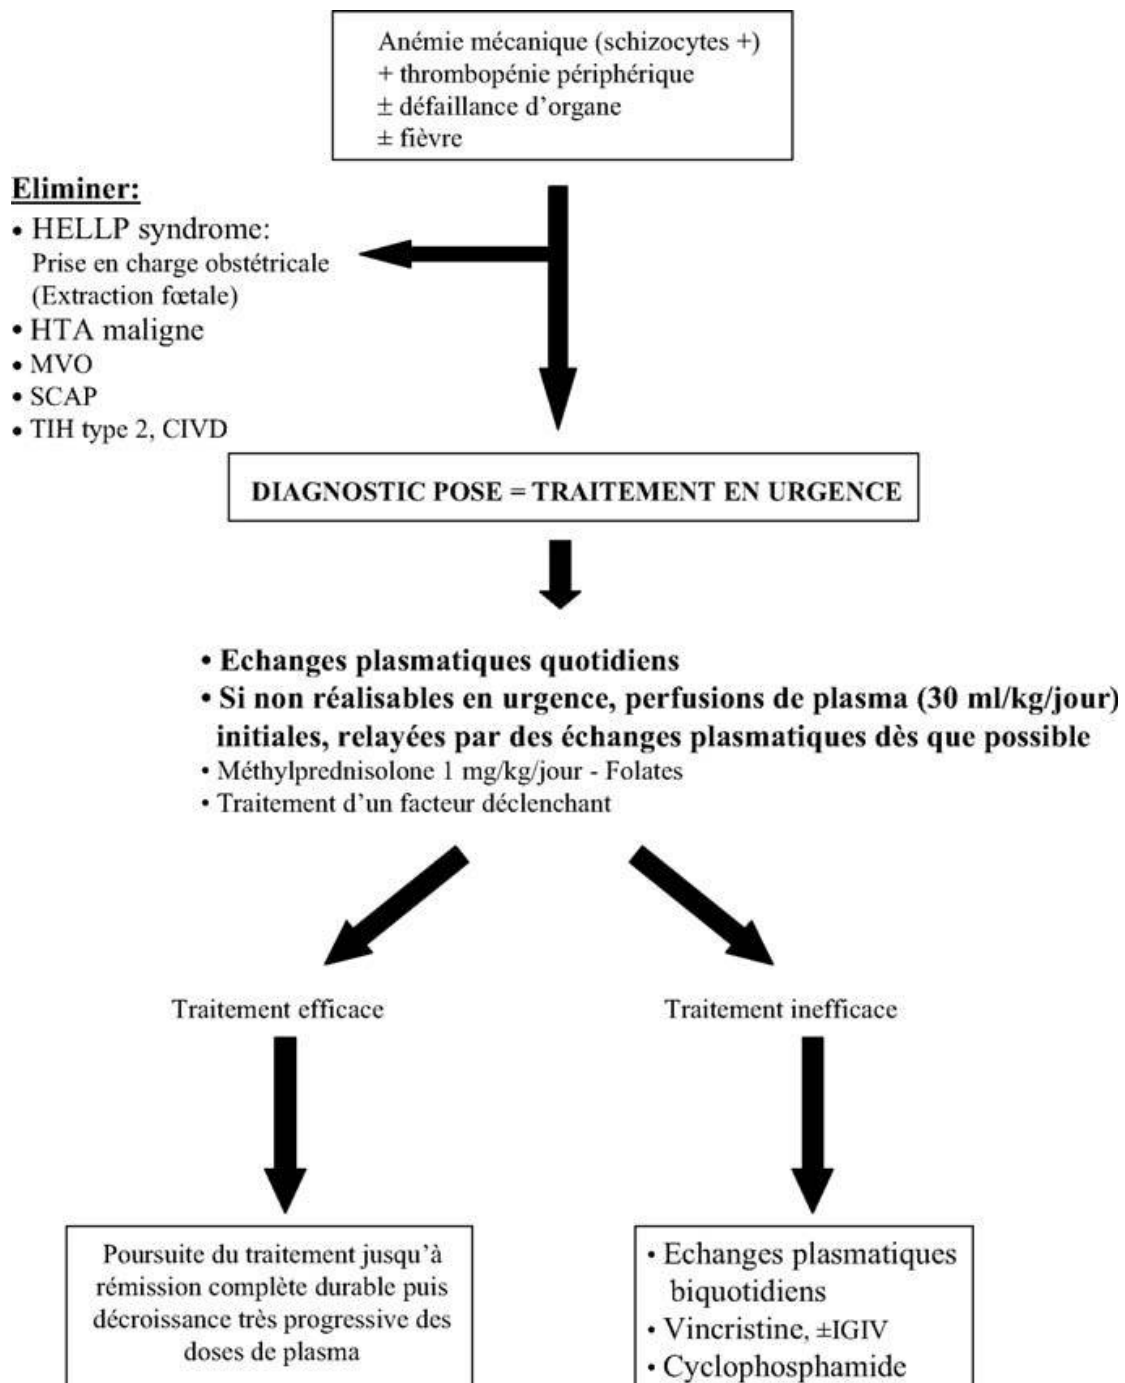 Anémie mécanique (schizocytes +)
+ thrombopénie périphérique
± défaillance d'organe
± fièvre
Eliminer:
• HELLP syndrome:
Prise en charge obstétricale
(Extraction fœtale)
• HTA maligne
• MVO
• SCAP
• TIH type 2, CIVD
DIAGNOSTIC POSE = TRAITEMENT EN URGENCE
• Echanges plasmatiques quotidiens
• Si non réalisables en urgence, perfusions de plasma (30 ml/kg/jour)
initiales, relayées par des échanges plasmatiques dès que possible
• Méthylprednisolone 1 mg/kg/jour - Folates
• Traitement d'un facteur déclenchant
Traitement efficace
Traitement inefficace
Poursuite du traitement jusqu'à
rémission complète durable puis
décroissance très progressive des
doses de plasma
• Echanges plasmatiques
biquotidiens
• Vincristine, ±IGIV
• Cyclophosphamide